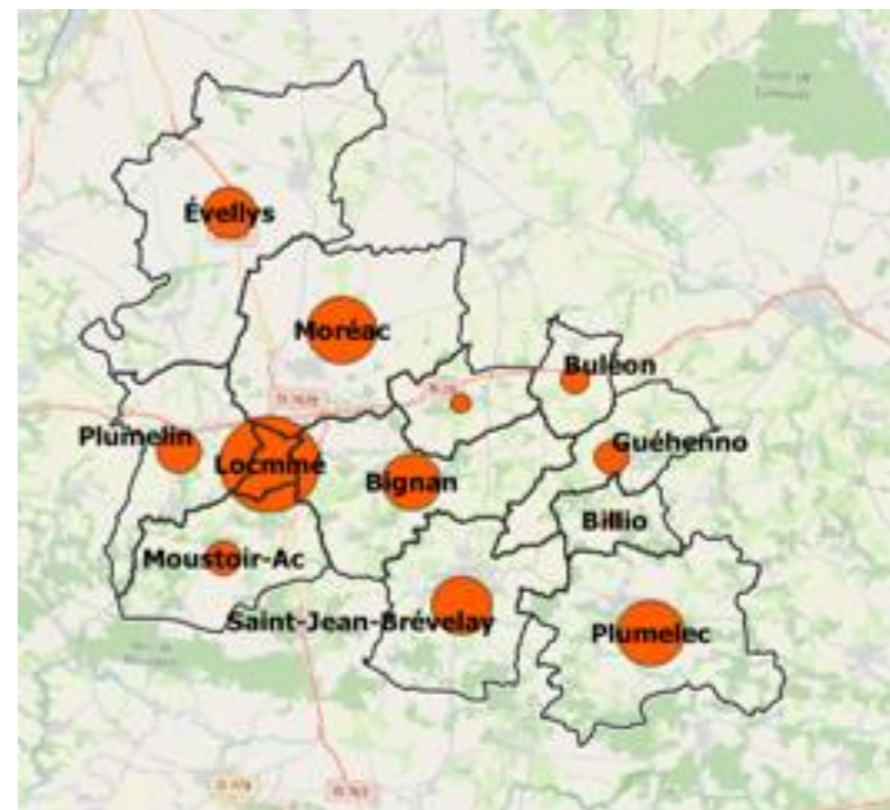 Évellys
Moréac
Buléon
Plumelin
Locminé
Guéhenno
Bignan
Billio
Moustoir-Ac
Saint-Jean-Brévelay
Plumelec